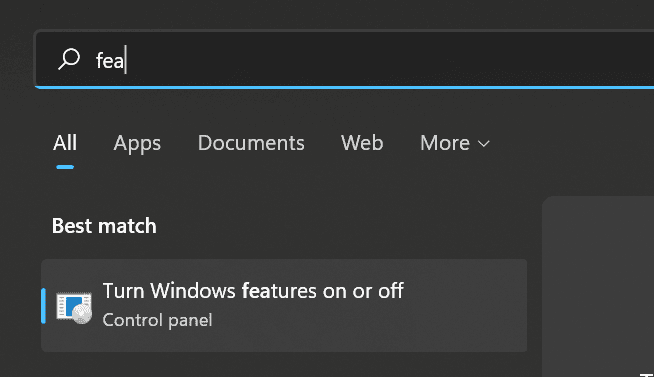 fea
All Apps Documents Web More
Best match
Turn Windows features on or off
Control panel